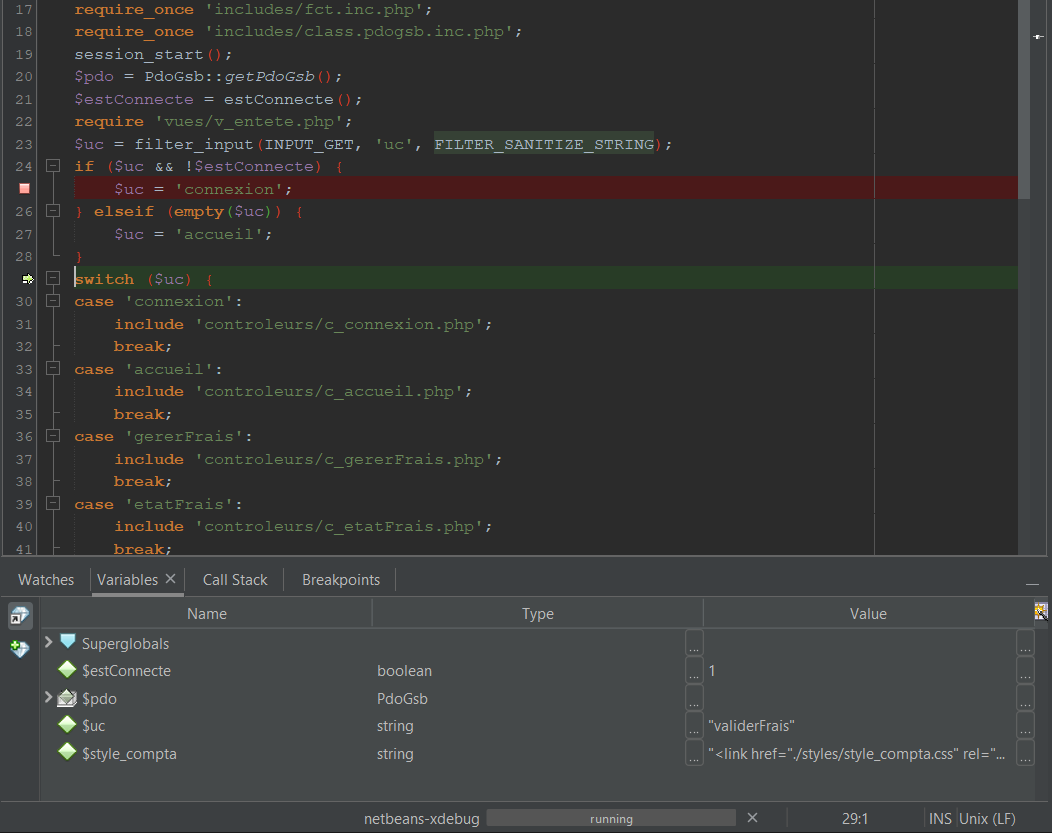 17 require_once 'includes/fct.inc.php';
18 require_once 'includes/class.pdogsb.inc.php';
19 session_start();
20 $pdo = PdoGsb::getPdoGsb();
21 $estConnecte = estConnecte();
22 require 'vues/v_entete.php';
23 $uc = filter_input(INPUT_GET, 'uc', FILTER_SANITIZE_STRING);
24 if ($uc && !$estConnecte) {
$uc = 'connexion';
26 } elseif (empty($uc)) {
27 $uc = 'accueil';
28 }
switch ($uc) {
30 case 'connexion':
31 include 'controleurs/c_connexion.php';
32 break;
33 case 'accueil':
34 include 'controleurs/c_accueil.php';
35 break;
36 case 'gererFrais':
37 include 'controleurs/c_gererFrais.php';
38 break;
39 case 'etatFrais':
40 include 'controleurs/c_etatFrais.php';
41 break;
Watches Variables Call Stack Breakpoints
Name Type Value
Superglobals ... ...
$estConnecte boolean ... 1 ...
$pdo PdoGsb ... ...
$uc string ... "validerFrais" ...
$style_compta string ... "<link href="./styles/style_compta.css" rel="... ...
netbeans-xdebug running 29:1 INS Unix (LF)